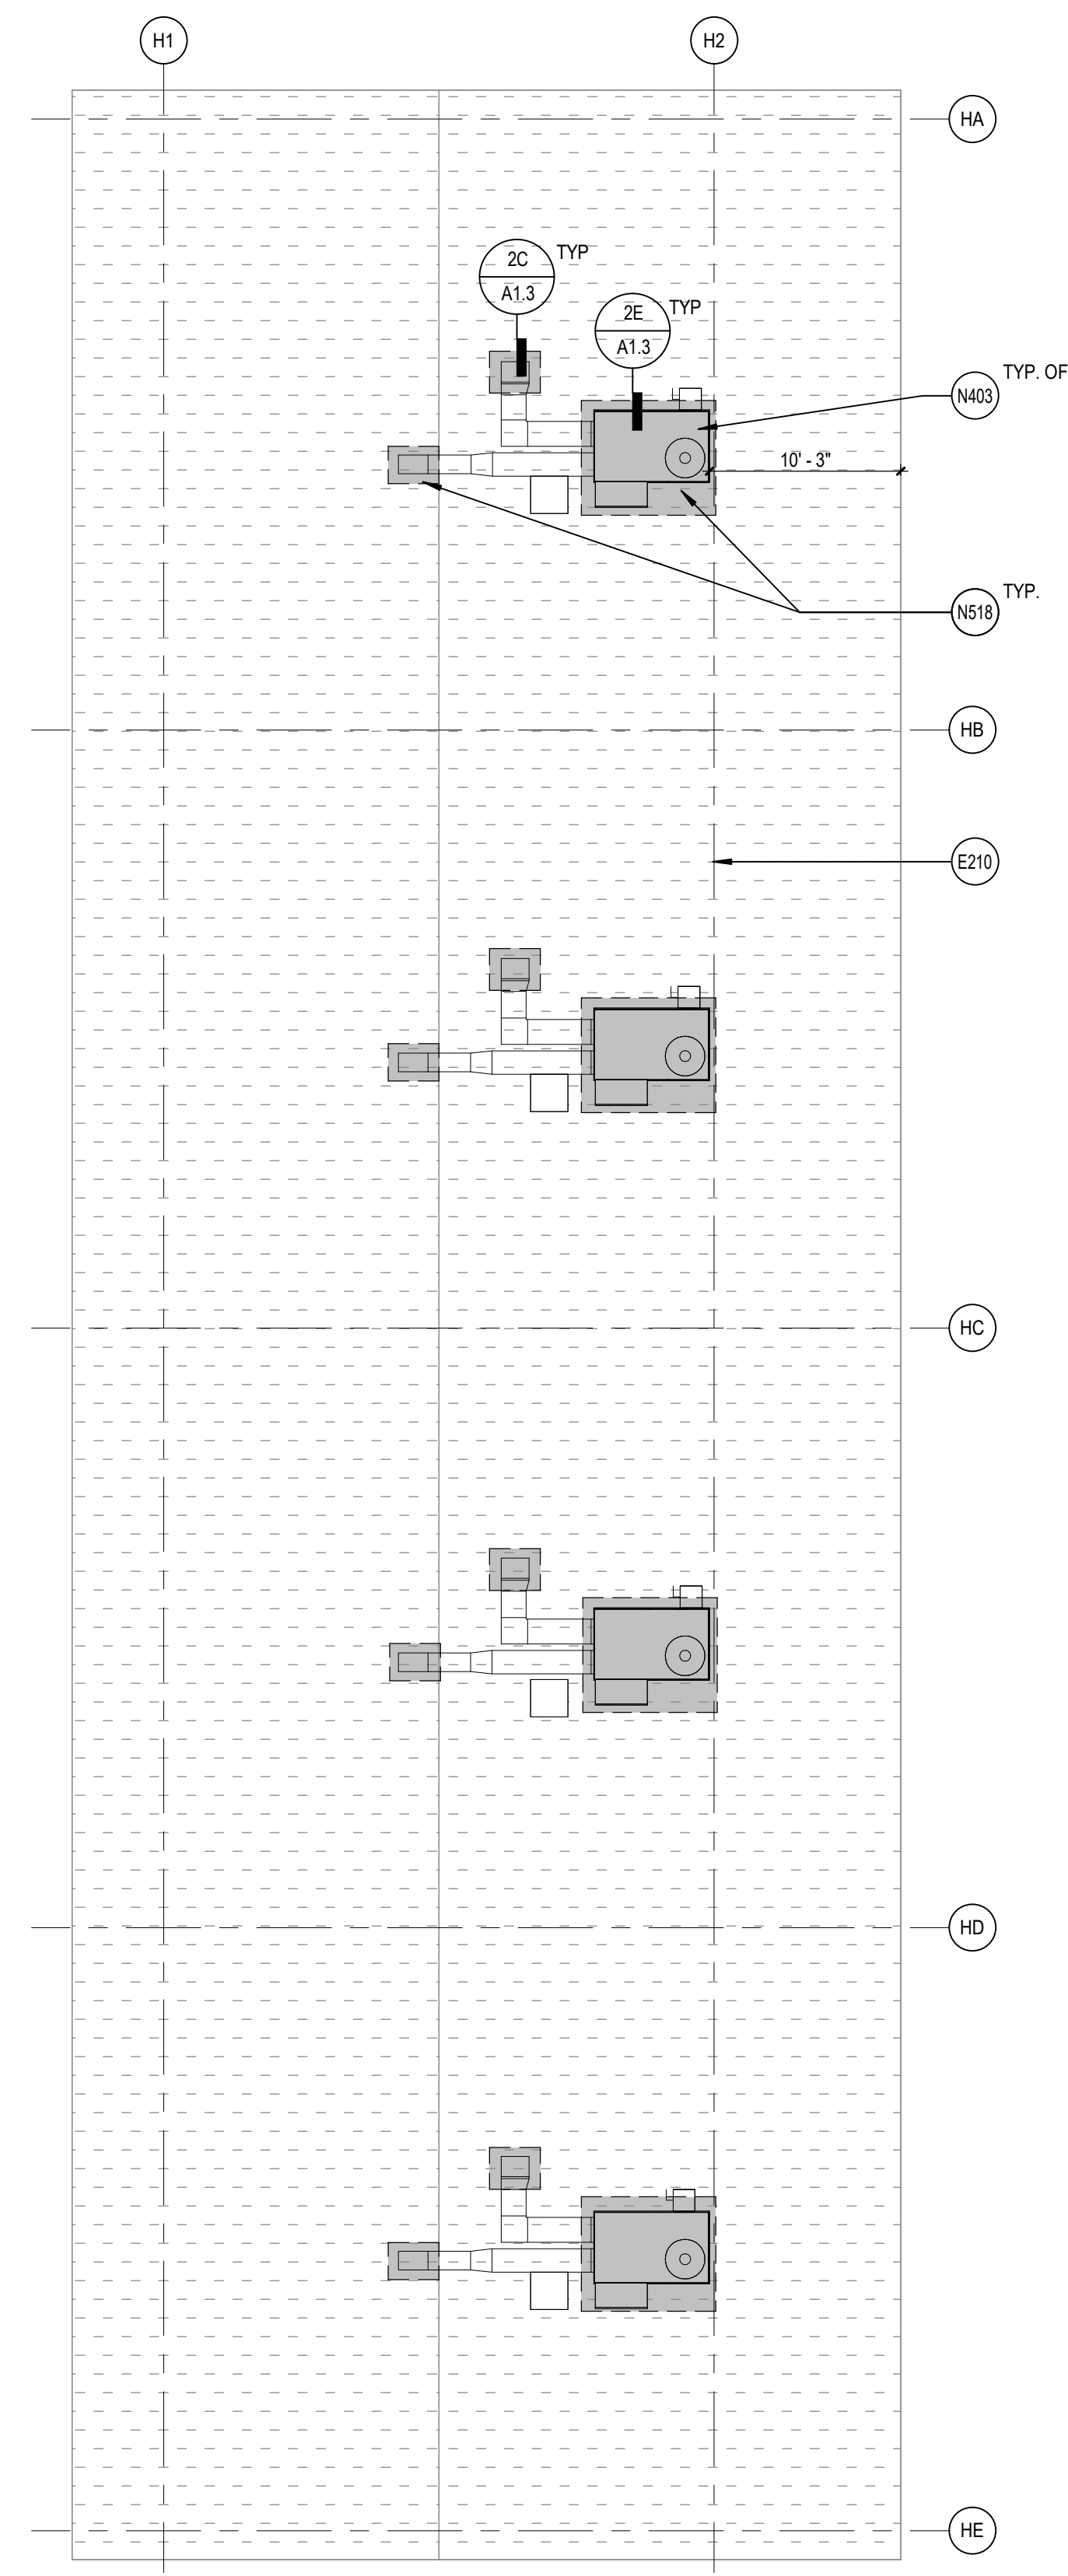 H1
H2
HA
2C
A1.3
TYP
2E
A1.3
TYP
TYP. OF
N403
10' - 3"
TYP.
N518
HB
E210
HC
HD
HE